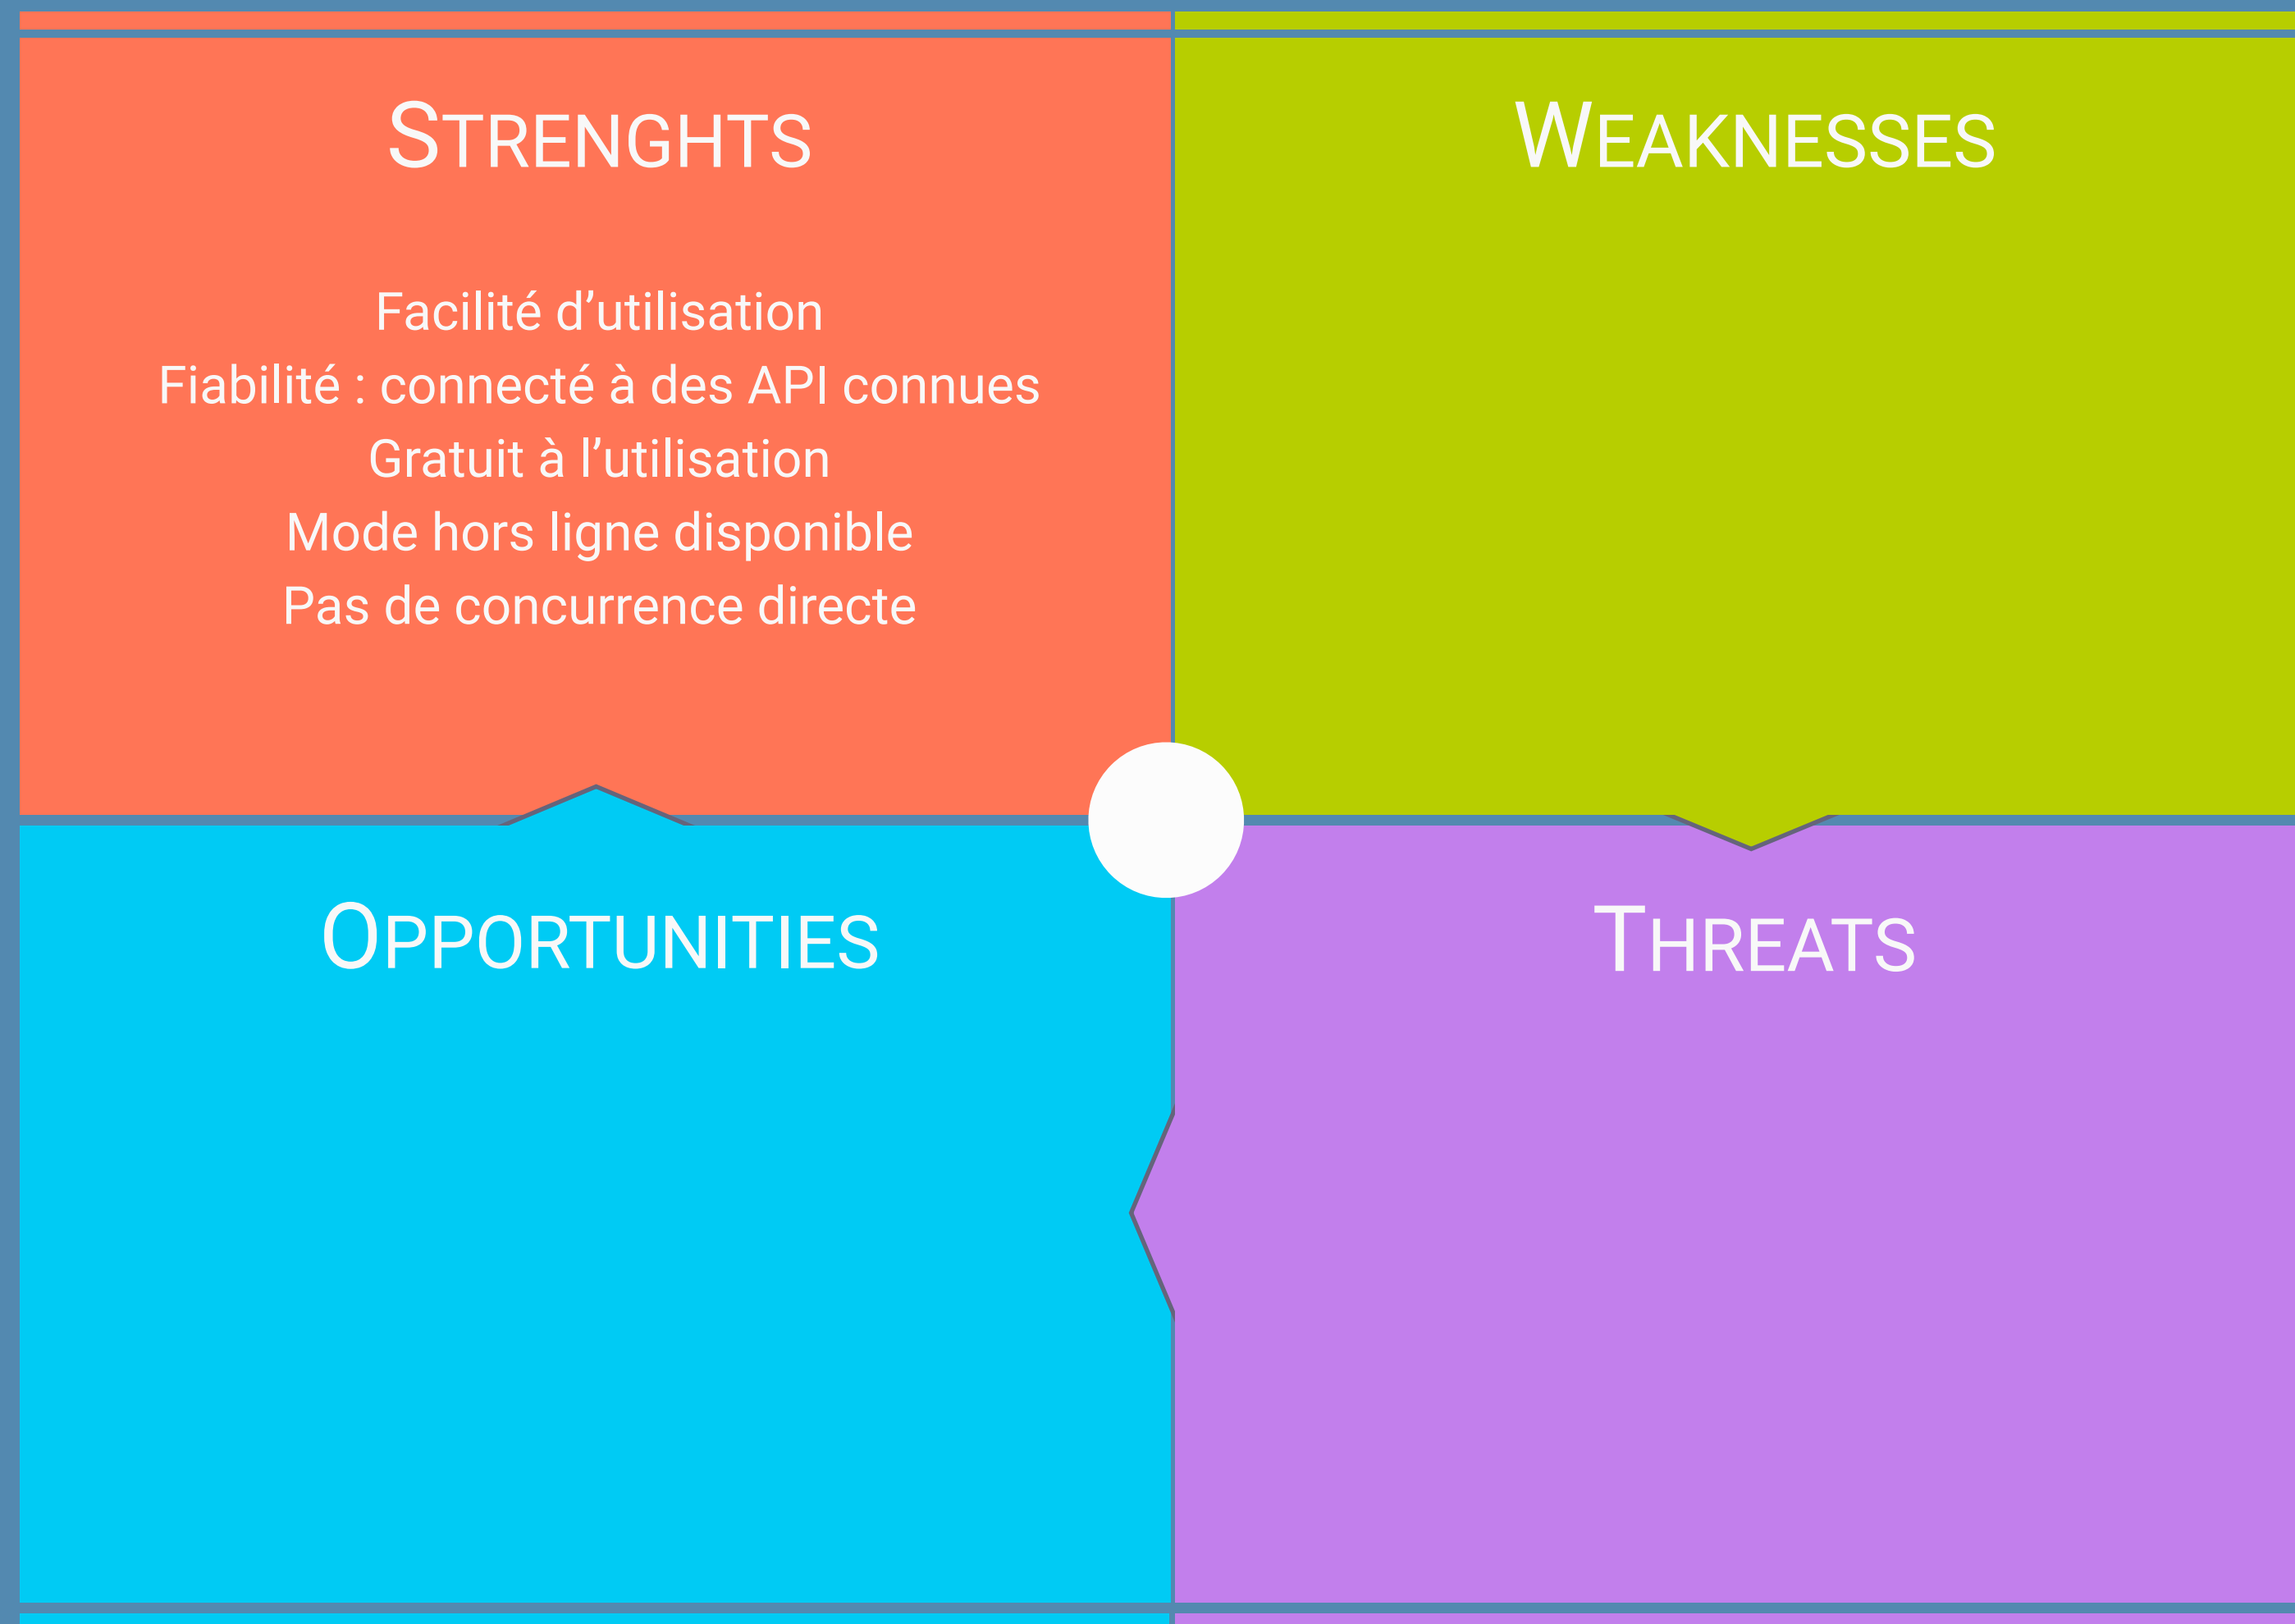 STRENGHTS
WEAKNESSES
Facilité d’utilisation
Fiabilité : connecté à des API connues
Gratuit à l’utilisation
Mode hors ligne disponible
Pas de concurrence directe
OPPORTUNITIES
THREATS